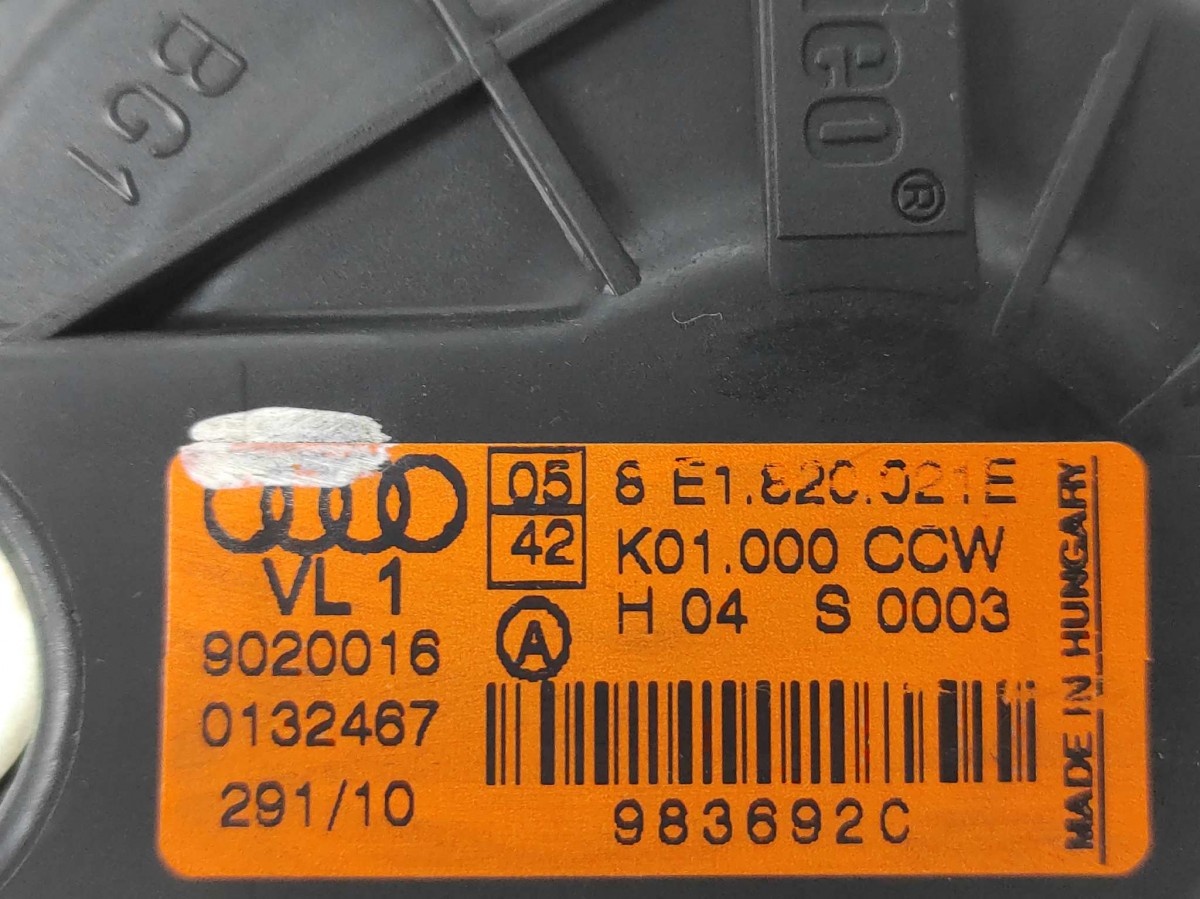 BG1
leo®
05
42
8 E1.820.021E
K01.000 CCW
H 04 S 0003
VL 1
9020016
0132467
291/10
A
983692C
MADE IN HUNGARY